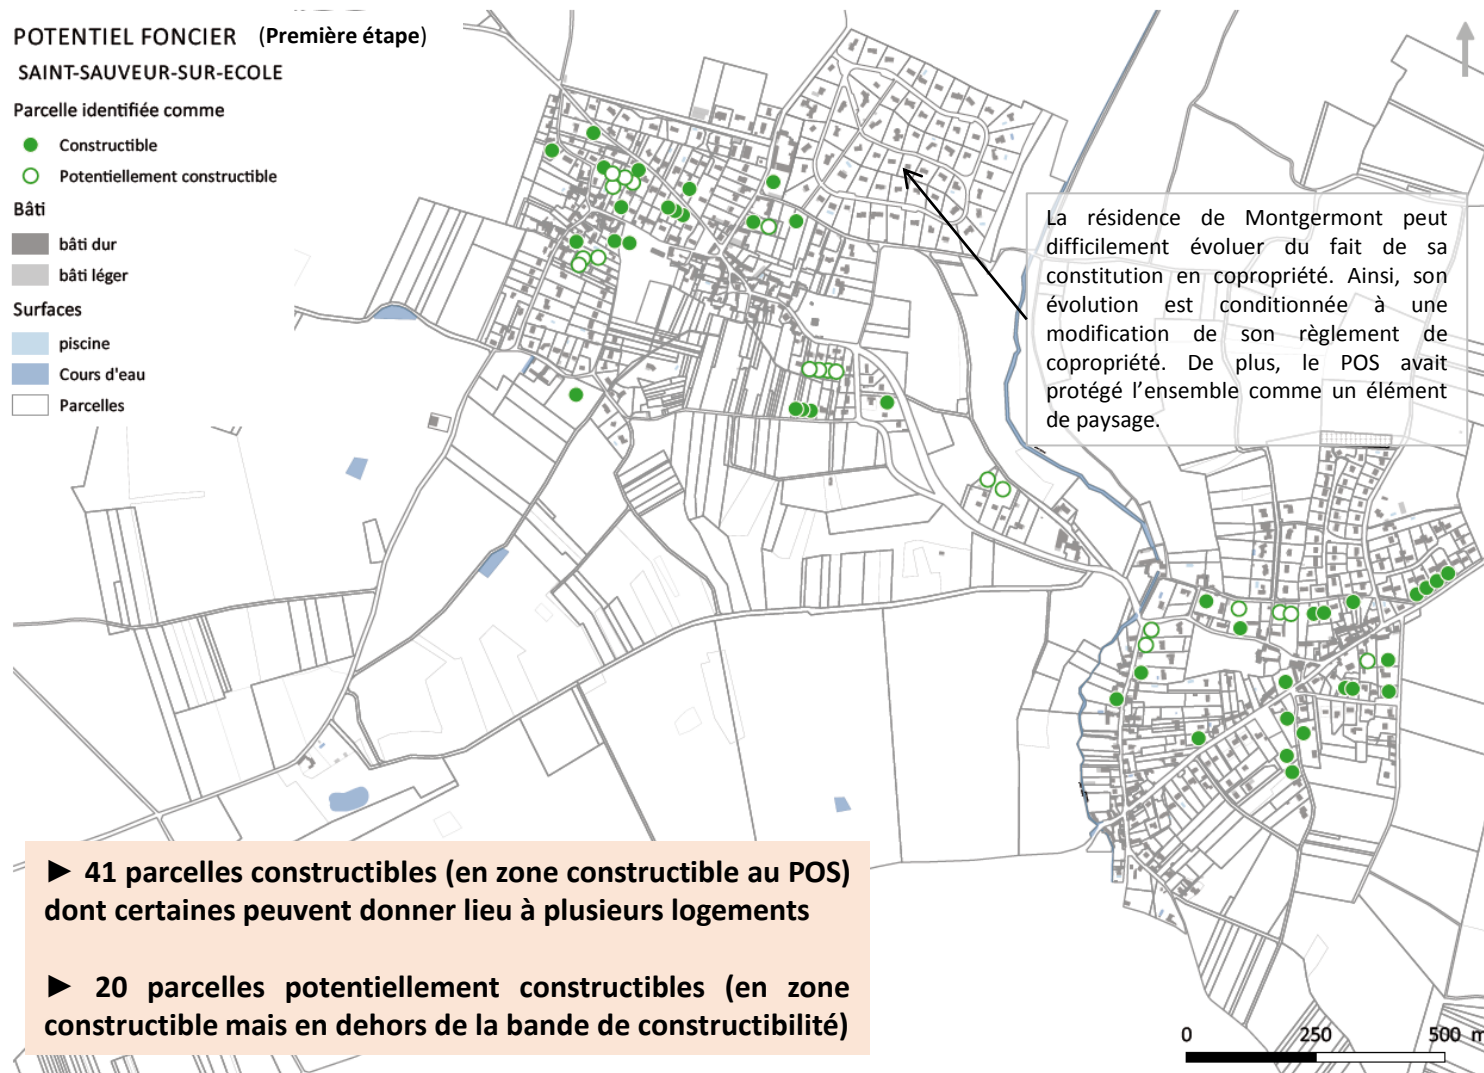 POTENTIEL FONCIER (Première étape)
SAINT-SAUVEUR-SUR-ECOLE
Parcelle identifiée comme
Constructible
Potentiellement constructible
Bâti
bâti dur
bâti léger
Surfaces
piscine
Cours d'eau
Parcelles
La résidence de Montgermont peut
difficilement évoluer du fait de sa
constitution en copropriété. Ainsi, son
évolution est conditionnée à une
modification de son règlement de
copropriété. De plus, le POS avait
protégé l’ensemble comme un élément
de paysage.
► 41 parcelles constructibles (en zone constructible au POS)
dont certaines peuvent donner lieu à plusieurs logements
► 20 parcelles potentiellement constructibles (en zone
constructible mais en dehors de la bande de constructibilité)
0 250 500 m